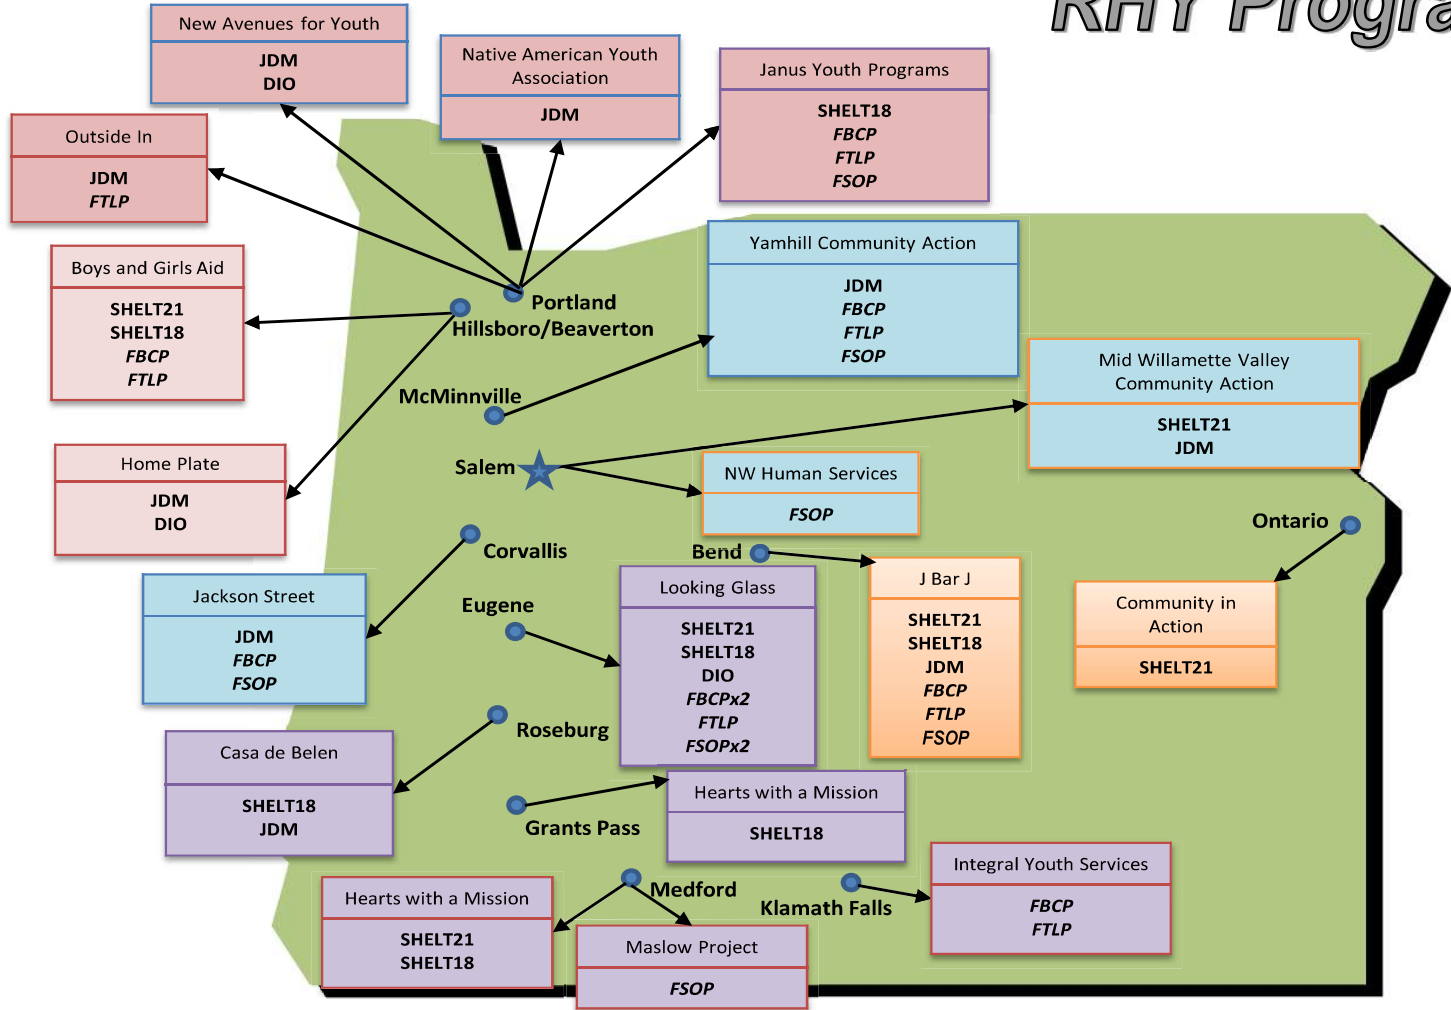 RHY Progra
New Avenues for Youth
JDM
DIO
Native American Youth
Association
JDM
Janus Youth Programs
SHELT18
FBCP
FTLP
FSOP
Outside In
JDM
FTLP
Boys and Girls Aid
SHELT21
SHELT18
FBCP
FTLP
Yamhill Community Action
JDM
FBCP
FTLP
FSOP
Portland
Hillsboro/Beaverton
Mid Willamette Valley
Community Action
SHELT21
JDM
McMinnville
Home Plate
JDM
DIO
Salem
NW Human Services
FSOP
Ontario
Corvallis
Bend
Jackson Street
JDM
FBCP
FSOP
Eugene
Looking Glass
SHELT21
SHELT18
DIO
FBCPx2
FTLP
FSOPx2
J Bar J
SHELT21
SHELT18
JDM
FBCP
FTLP
FSOP
Community in
Action
SHELT21
Roseburg
Casa de Belen
SHELT18
JDM
Grants Pass
Hearts with a Mission
SHELT18
Medford
Klamath Falls
Integral Youth Services
FBCP
FTLP
Hearts with a Mission
SHELT21
SHELT18
Maslow Project
FSOP